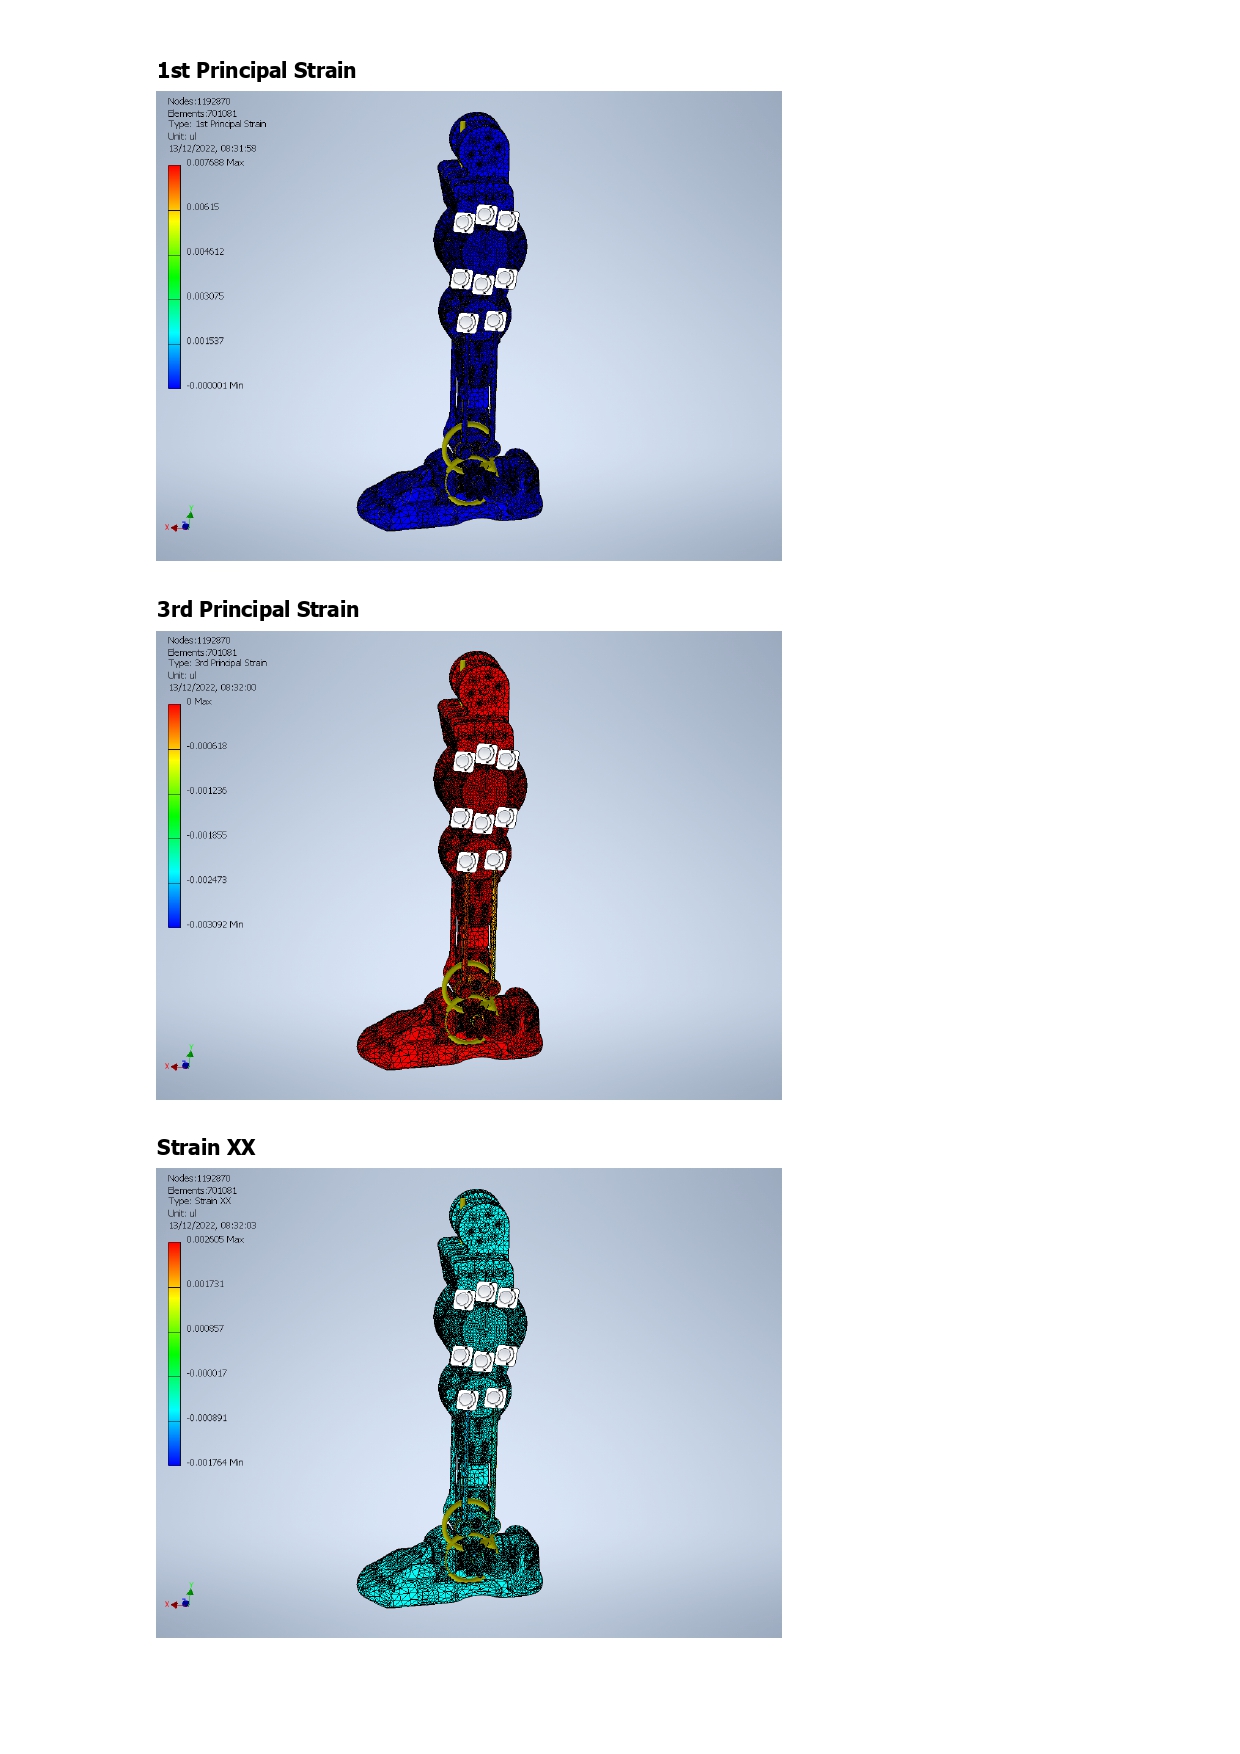 1st Principal Strain
Nodes:1192870
Elements:701081
Type: 1st Principal Strain
Unit: ul
13/12/2022, 08:31:58
0.007688 Max
0.00615
0.004612
0.003075
0.001537
-0.000001 Min
Y
X
Z
3rd Principal Strain
Nodes:1192870
Elements:701081
Type: 3rd Principal Strain
Unit: ul
13/12/2022, 08:32:00
0 Max
-0.000618
-0.001236
-0.001855
-0.002473
-0.003092 Min
Y
X
Z
Strain XX
Nodes:1192870
Elements:701081
Type: Strain XX
Unit: ul
13/12/2022, 08:32:03
0.002605 Max
0.001731
0.000857
-0.000017
-0.000891
-0.001764 Min
Y
X
Z